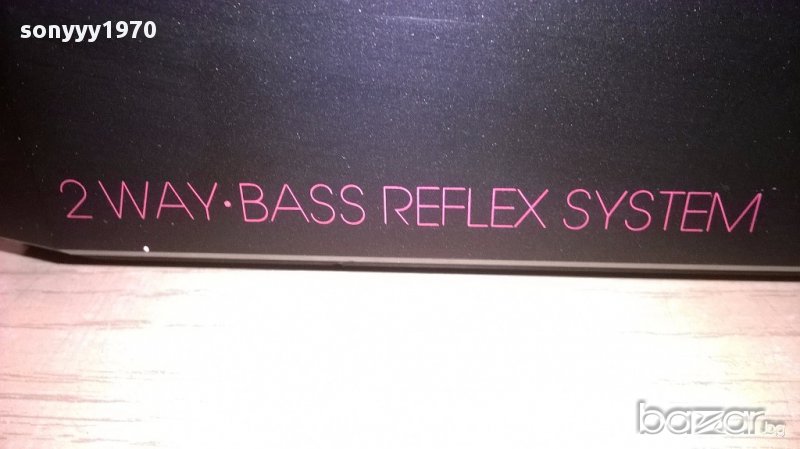 sonyyy1970
2 WAY·BASS REFLEX SYSTEM
bazar.bg